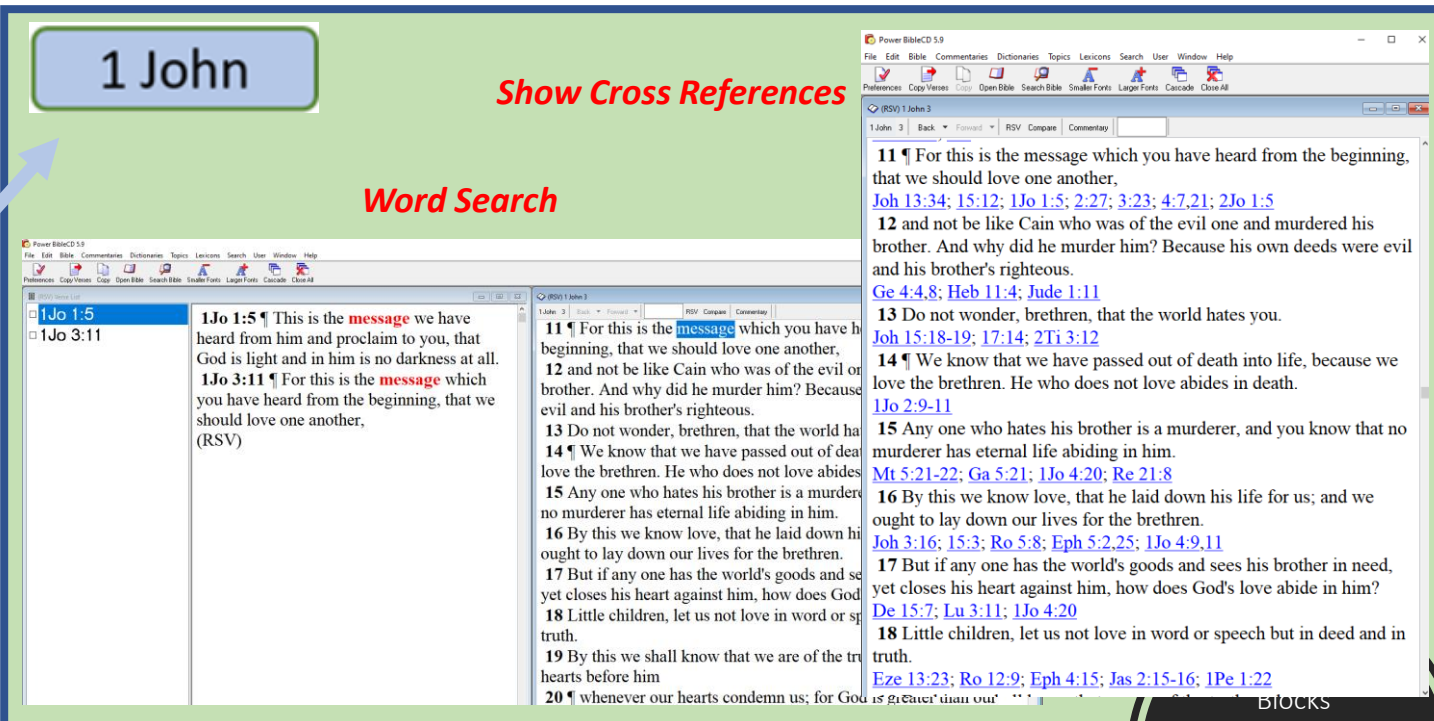 1 John
Show Cross References
Word Search
Power BibleCD 5.9
File Edit Bible Commentaries Dictionaries Topics Lexicons Search User Window Help
Preferences Copy Verses Copy Open Bible Search Bible Smaller Fonts Larger Fonts Cascade Close All
(RSV) Verse List
1Jo 1:5
1Jo 3:11
1Jo 1:5 ¶ This is the message we have
heard from him and proclaim to you, that
God is light and in him is no darkness at all.
1Jo 3:11 ¶ For this is the message which
you have heard from the beginning, that we
should love one another,
(RSV)
(RSV) 1 John 3
1 John 3 Back Forward RSV Compare Commentary
11 ¶ For this is the message which you have h
beginning, that we should love one another,
12 and not be like Cain who was of the evil or
brother. And why did he murder him? Because
evil and his brother's righteous.
13 Do not wonder, brethren, that the world ha
14 ¶ We know that we have passed out of dea
love the brethren. He who does not love abides
15 Any one who hates his brother is a murdere
no murderer has eternal life abiding in him.
16 By this we know love, that he laid down hi
ought to lay down our lives for the brethren.
17 But if any one has the world's goods and se
yet closes his heart against him, how does God
18 Little children, let us not love in word or sp
truth.
19 By this we shall know that we are of the tru
hearts before him
20 ¶ whenever our hearts condemn us; for God is greater than our
Power BibleCD 5.9
File Edit Bible Commentaries Dictionaries Topics Lexicons Search User Window Help
Preferences Copy Verses Copy Open Bible Search Bible Smaller Fonts Larger Fonts Cascade Close All
(RSV) 1 John 3
1 John 3 Back Forward RSV Compare Commentary
11 ¶ For this is the message which you have heard from the beginning,
that we should love one another,
Joh 13:34; 15:12; 1Jo 1:5; 2:27; 3:23; 4:7,21; 2Jo 1:5
12 and not be like Cain who was of the evil one and murdered his
brother. And why did he murder him? Because his own deeds were evil
and his brother's righteous.
Ge 4:4,8; Heb 11:4; Jude 1:11
13 Do not wonder, brethren, that the world hates you.
Joh 15:18-19; 17:14; 2Ti 3:12
14 ¶ We know that we have passed out of death into life, because we
love the brethren. He who does not love abides in death.
1Jo 2:9-11
15 Any one who hates his brother is a murderer, and you know that no
murderer has eternal life abiding in him.
Mt 5:21-22; Ga 5:21; 1Jo 4:20; Re 21:8
16 By this we know love, that he laid down his life for us; and we
ought to lay down our lives for the brethren.
Joh 3:16; 15:3; Ro 5:8; Eph 5:2,25; 1Jo 4:9,11
17 But if any one has the world's goods and sees his brother in need,
yet closes his heart against him, how does God's love abide in him?
De 15:7; Lu 3:11; 1Jo 4:20
18 Little children, let us not love in word or speech but in deed and in
truth.
Eze 13:23; Ro 12:9; Eph 4:15; Jas 2:15-16; 1Pe 1:22
Blocks